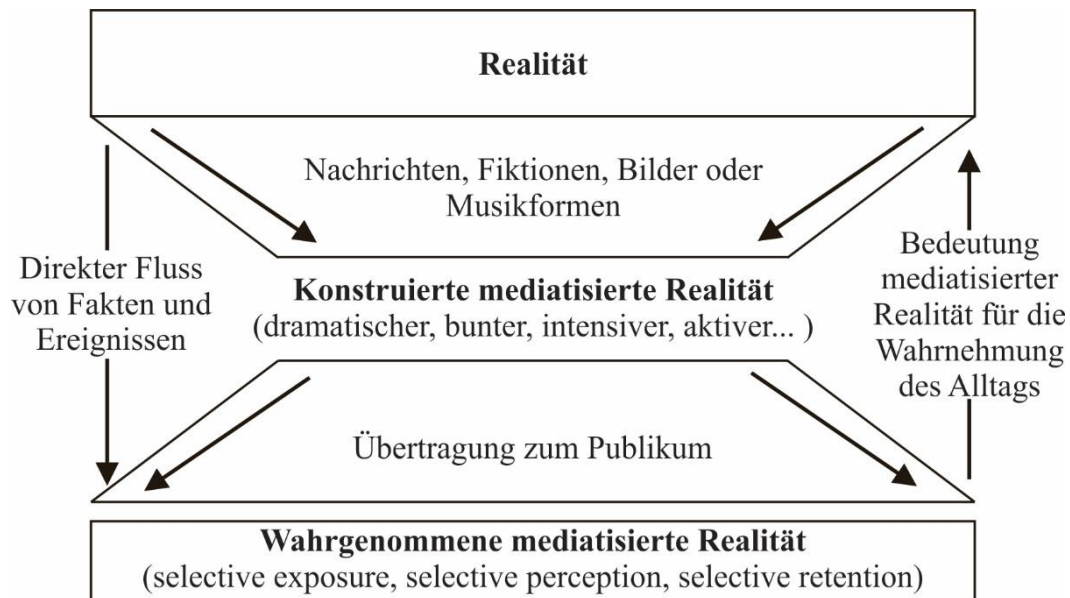 Realität
Nachrichten, Fiktionen, Bilder oder
Musikformen
Direkter Fluss
von Fakten und
Ereignissen
Konstruierte mediatisierte Realität
(dramatischer, bunter, intensiver, aktiver... )
Bedeutung
mediatisierter
Realität für die
Wahrnehmung
des Alltags
Übertragung zum Publikum
Wahrgenommene mediatisierte Realität
(selective exposure, selective perception, selective retention)